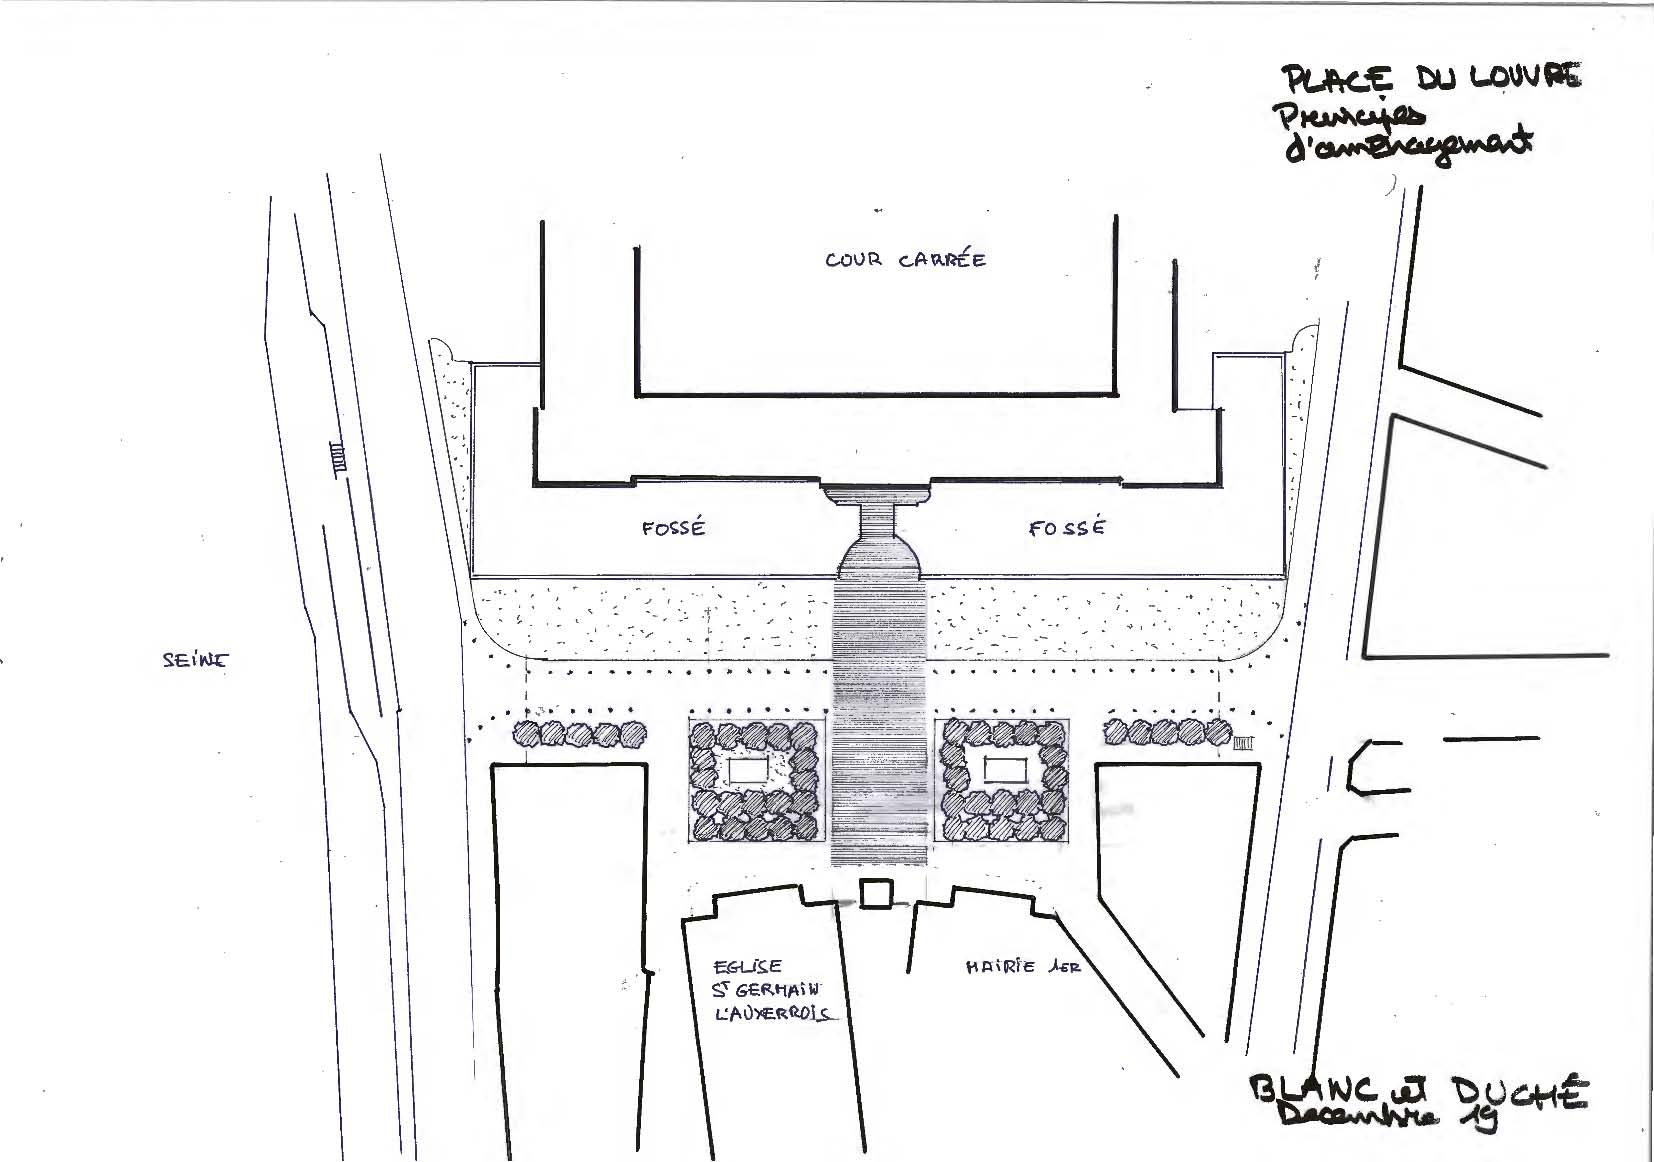 PLACE DU LOUVRE
Principes
d'aménagement
COUR CARRÉE
FOSSÉ
FOSSÉ
SEINE
EGLISE
ST GERMAIN
L'AUXERROIS
MAIRIE 1ER
BLANC et DUCHÉ
Decembre 19